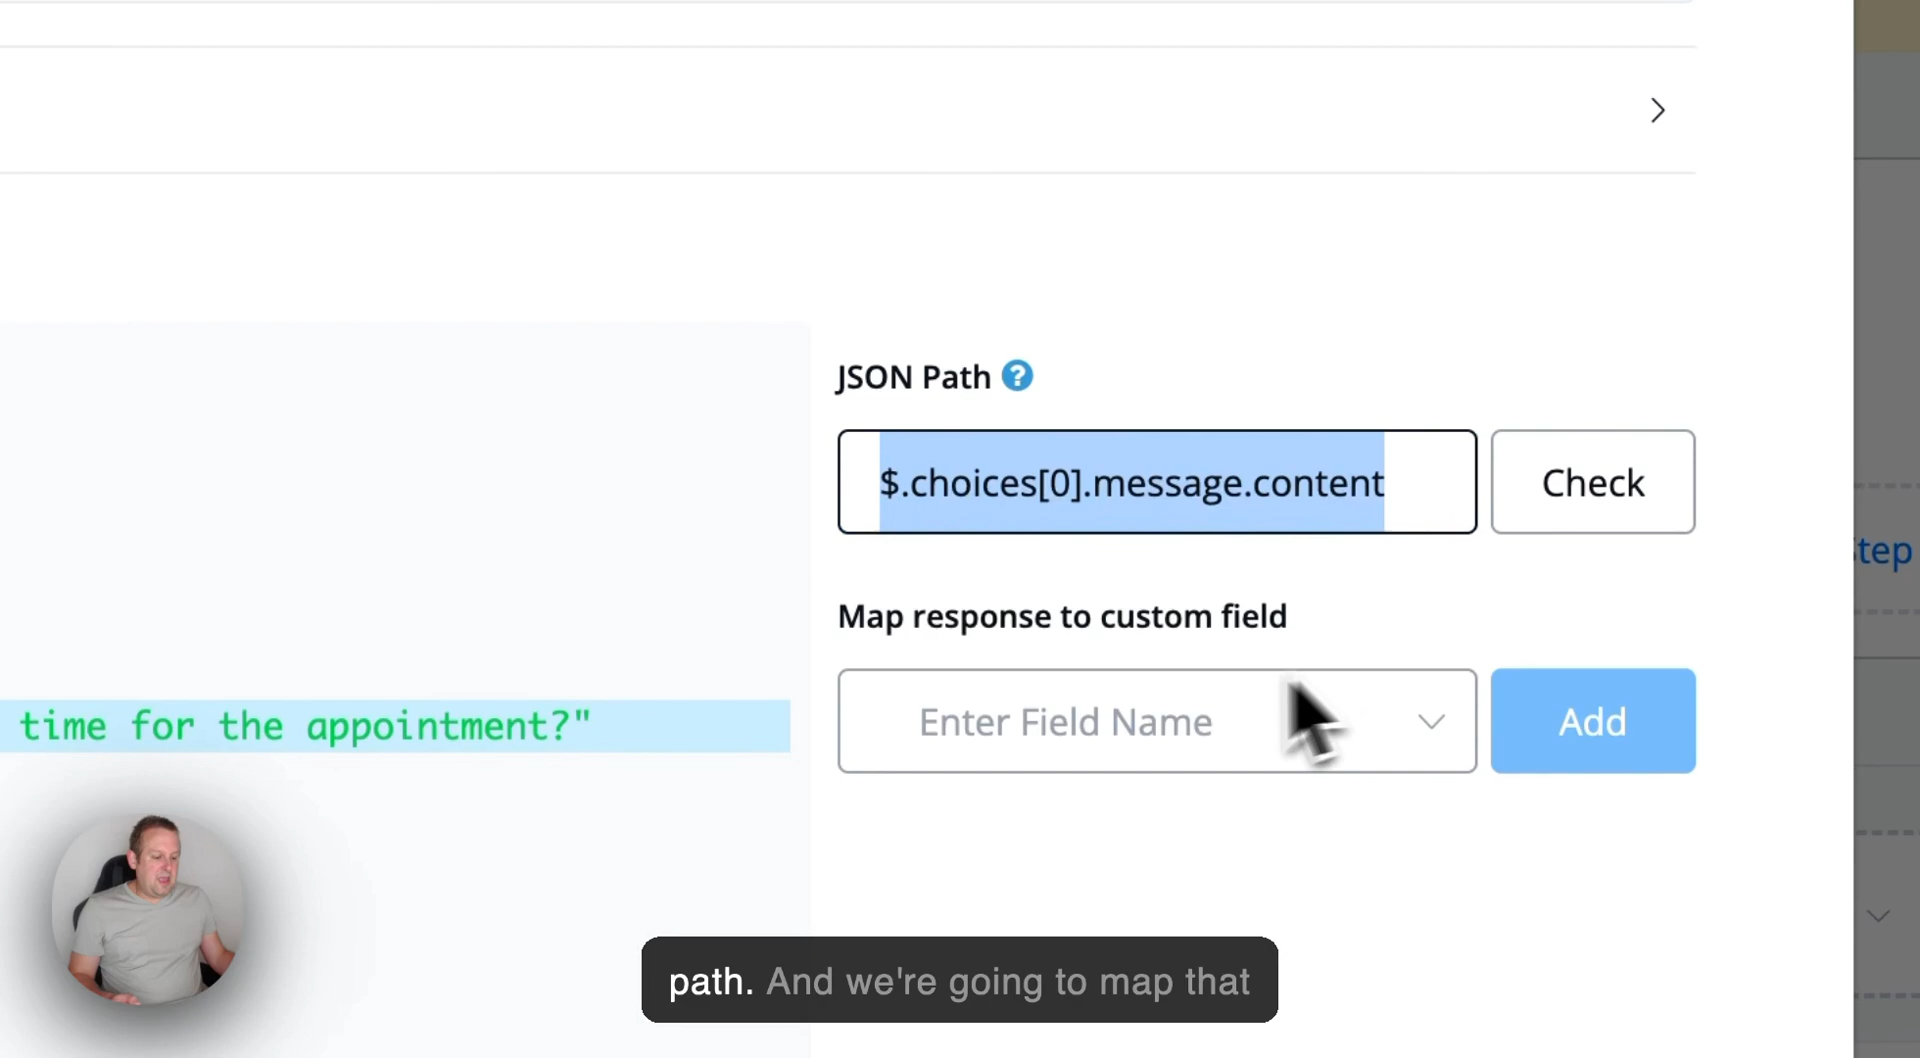 JSON Path ?
$.choices[0].message.content
Check
Step
Map response to custom field
Enter Field Name
Add
time for the appointment?"
path. And we're going to map that